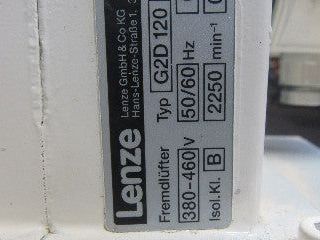 Lenze
Lenze GmbH & Co KG
Hans-Lenze-Straße 1.
Fremdlüfter Typ G2D 120
380-460 V 50/60 Hz
Isol.Kl. B 2250 min⁻¹